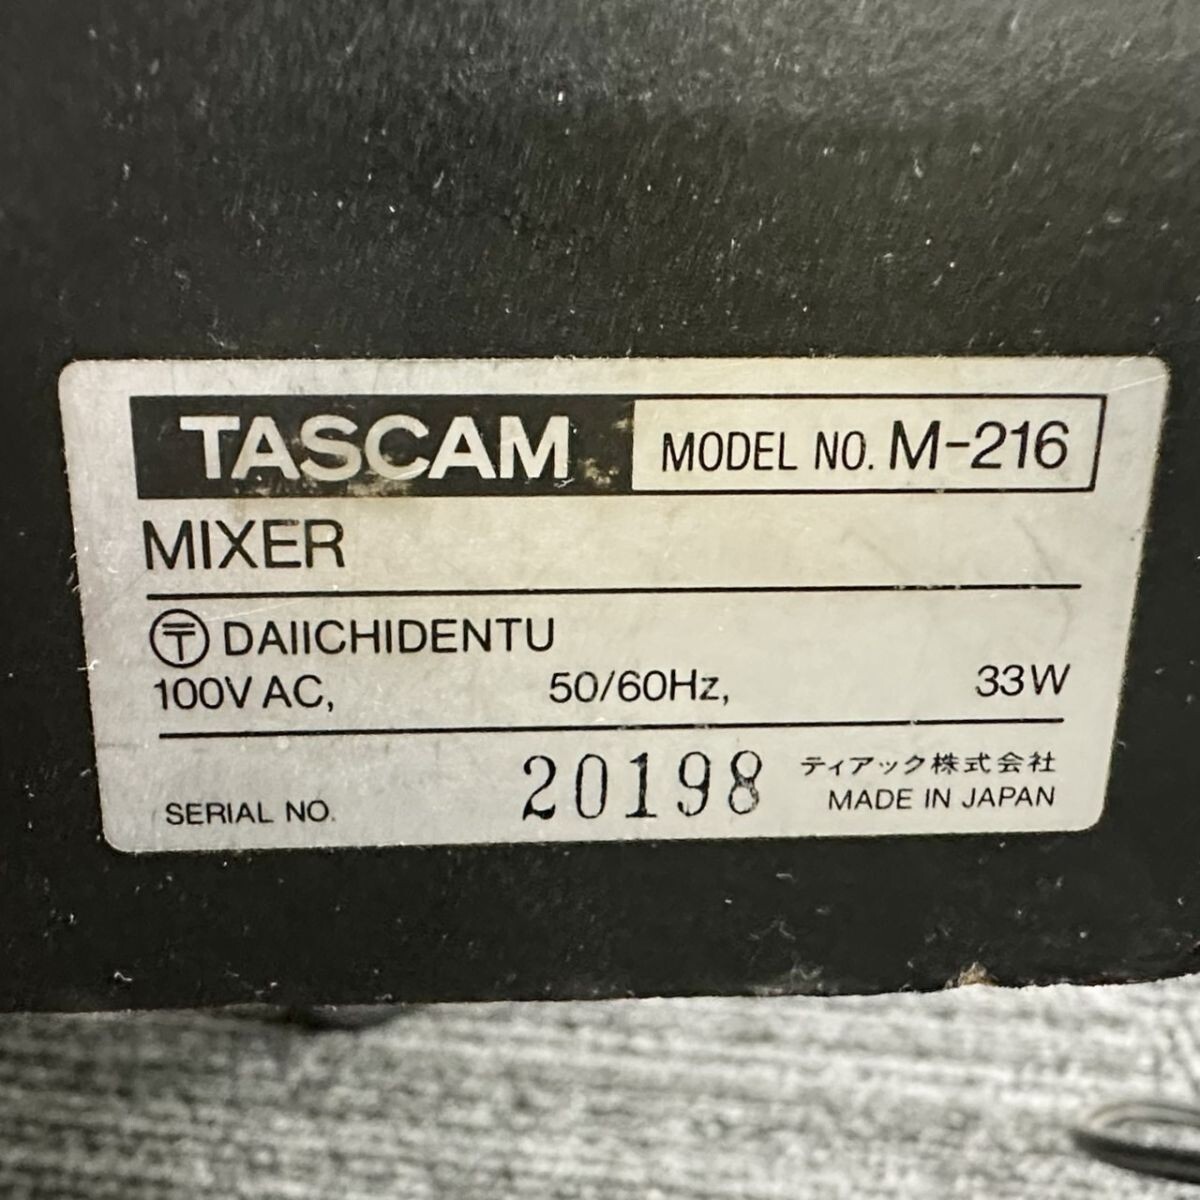 TASCAM MODEL NO. M-216
MIXER
〶 DAIICHIDENTU
100V AC, 50/60Hz, 33W
SERIAL NO. 20198 ティアック株式会社
MADE IN JAPAN